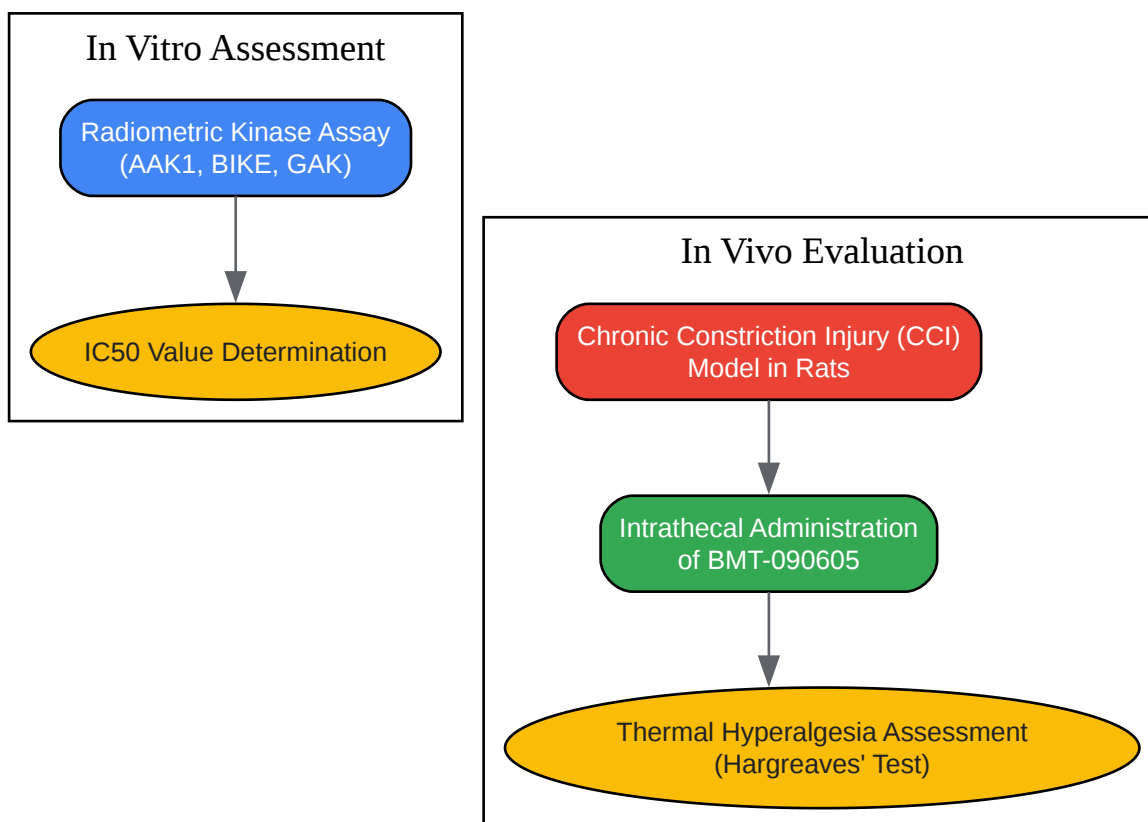 In Vitro Assessment
Radiometric Kinase Assay
(AAK1, BIKE, GAK)
IC50 Value Determination
In Vivo Evaluation
Chronic Constriction Injury (CCI)
Model in Rats
Intrathecal Administration
of BMT-090605
Thermal Hyperalgesia Assessment
(Hargreaves' Test)